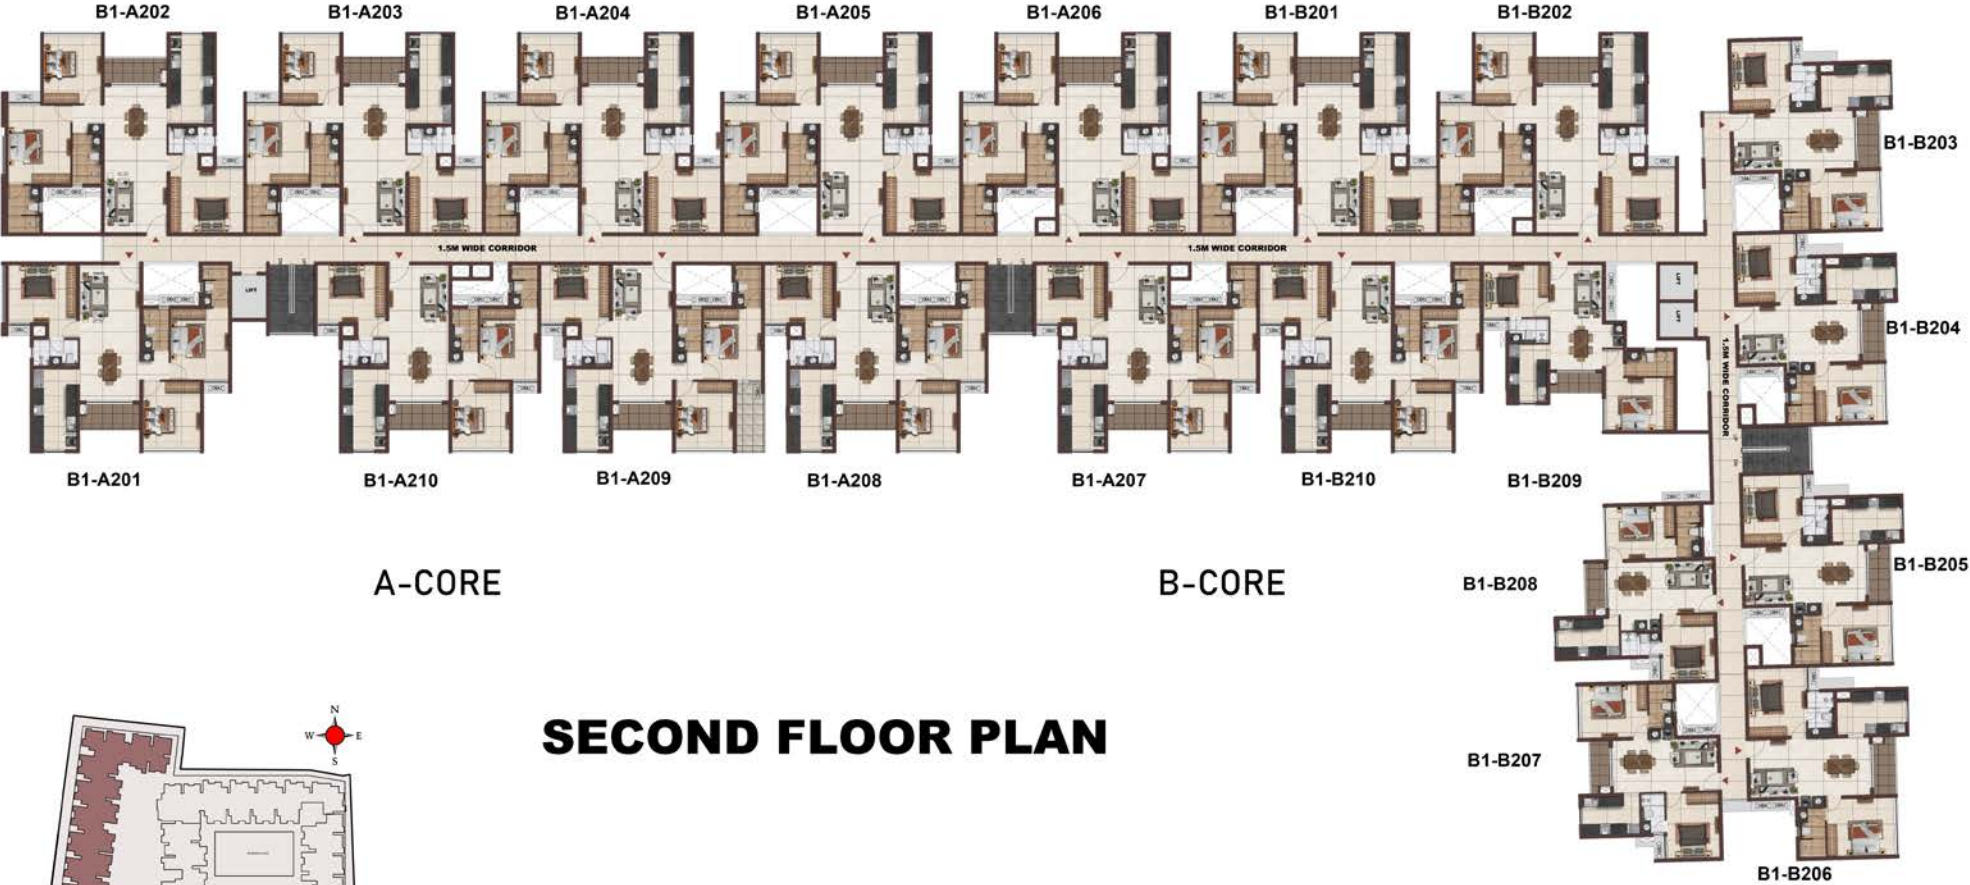 B1-A202
B1-A203
B1-A204
B1-A205
B1-A206
B1-B201
B1-B202
B1-B203
1.5M WIDE CORRIDOR
1.5M WIDE CORRIDOR
LIFT
LIFT
LIFT
B1-B204
1.5M WIDE CORRIDOR
B1-A201
B1-A210
B1-A209
B1-A208
B1-A207
B1-B210
B1-B209
B1-B205
A-CORE
B-CORE
B1-B208
N
W
E
S
SECOND FLOOR PLAN
B1-B207
B1-B206